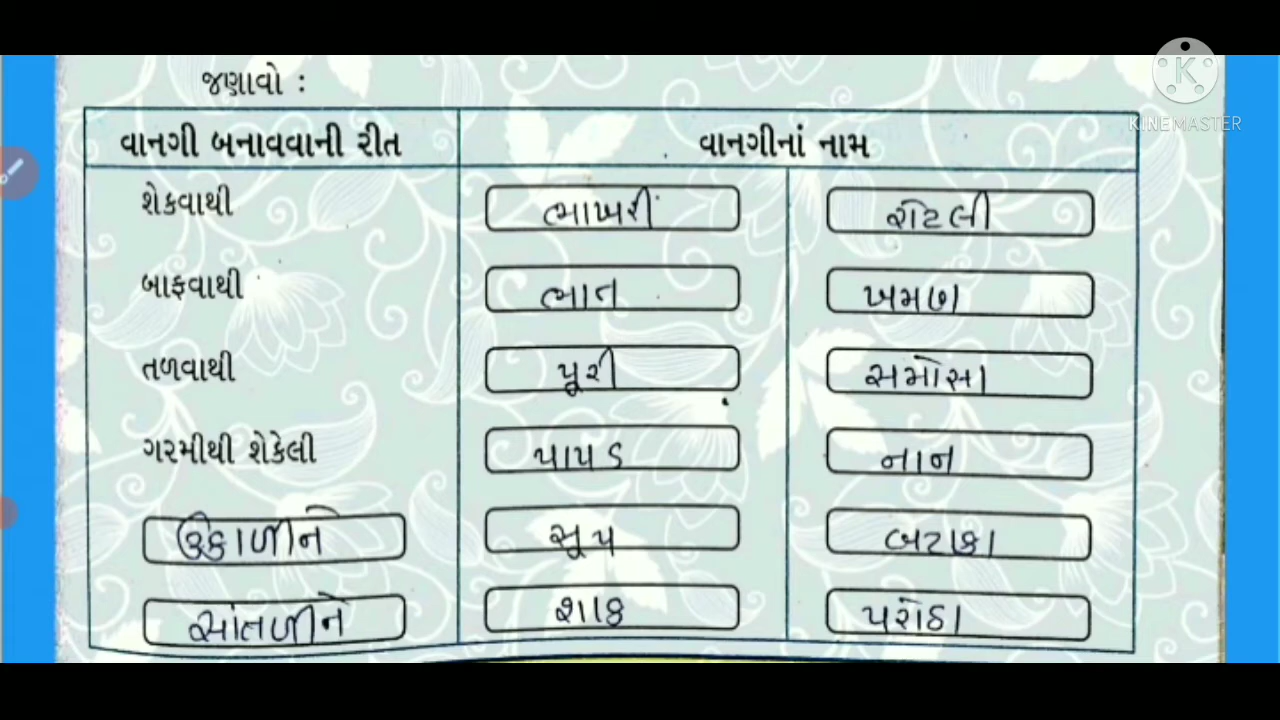 જણાવો :
KINEMASTER
વાનગી બનાવવાની રીત વાનગીનાં નામ
શેકવાથી ભાખરી રોટલી
બાફવાથી ભાત ખમણ
તળવાથી પૂરી સમોસા
ગરમીથી શેકેલી પાપડ નાન
ઉકાળીને સૂપ બટાકા
સાંતળીને શાક પરોઠા